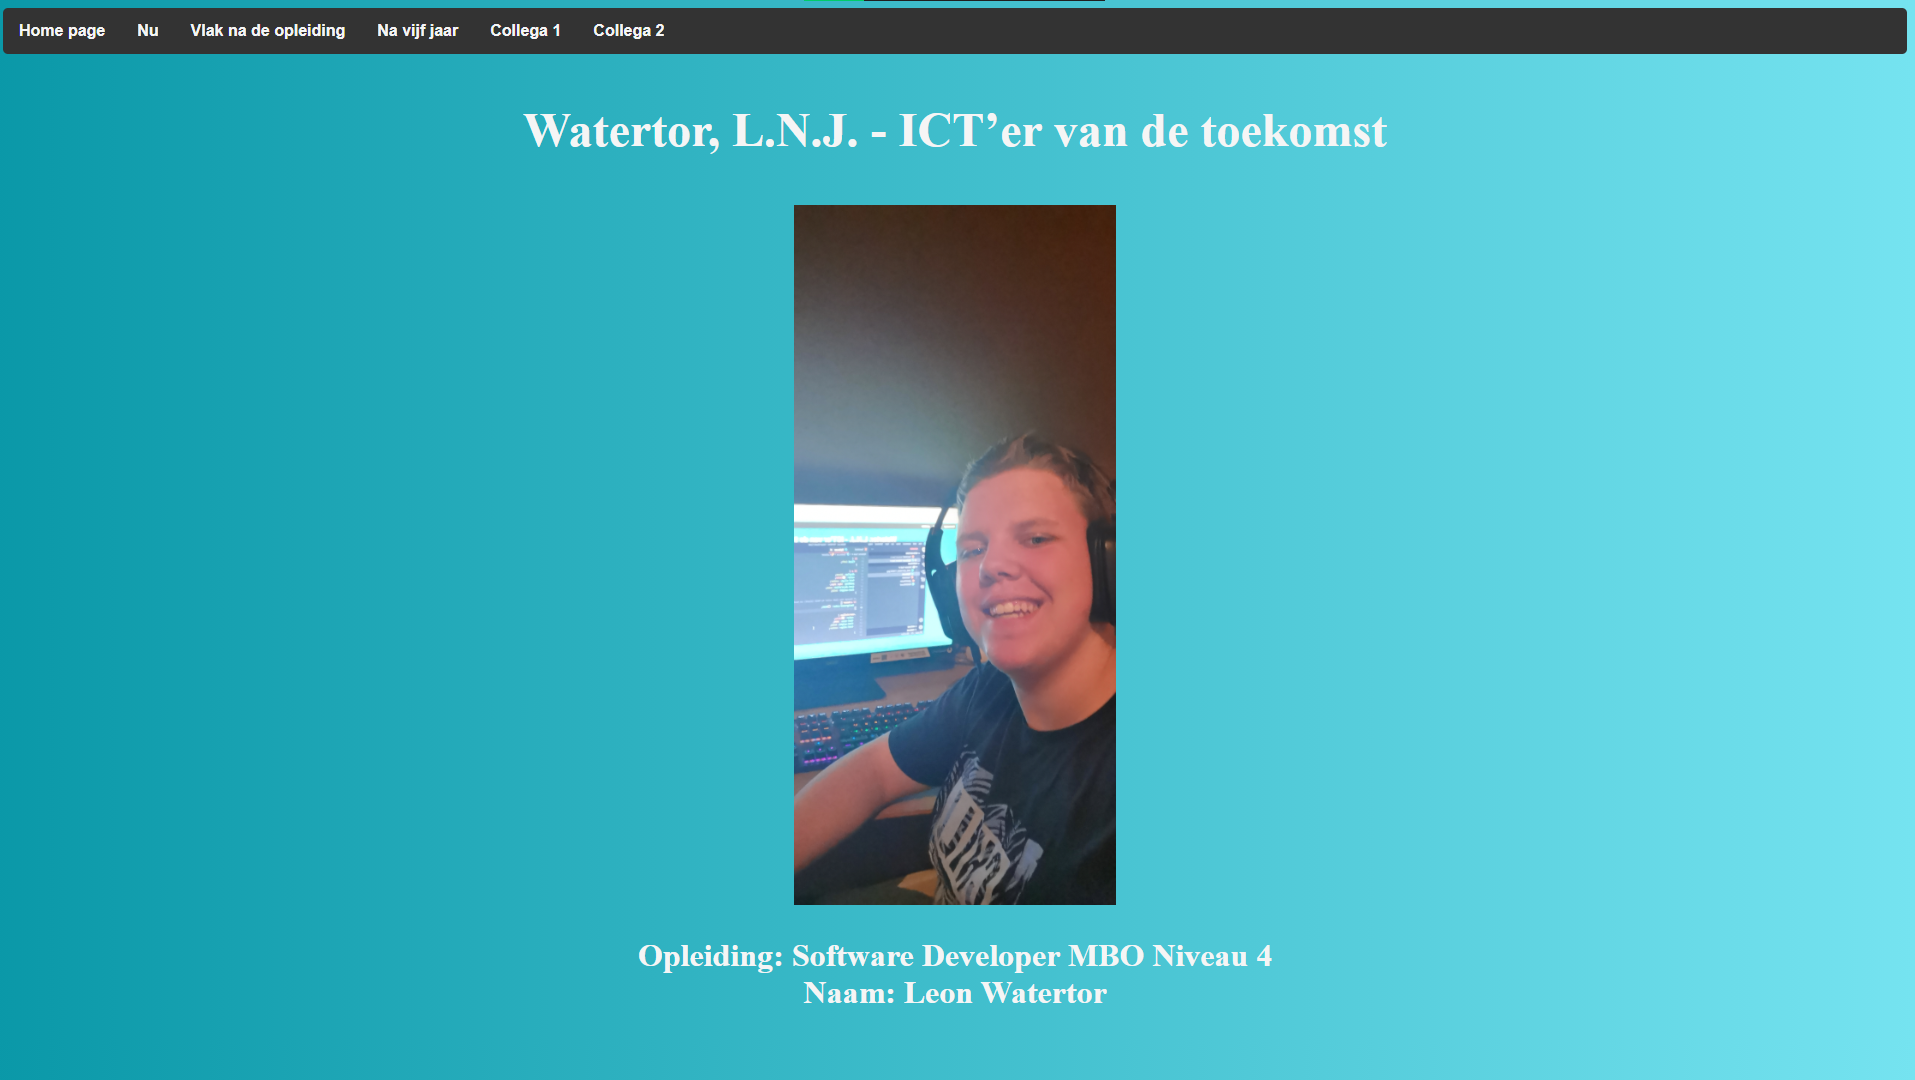 Home page Nu Vlak na de opleiding Na vijf jaar Collega 1 Collega 2
Watertor, L.N.J. - ICT’er van de toekomst
Opleiding: Software Developer MBO Niveau 4
Naam: Leon Watertor